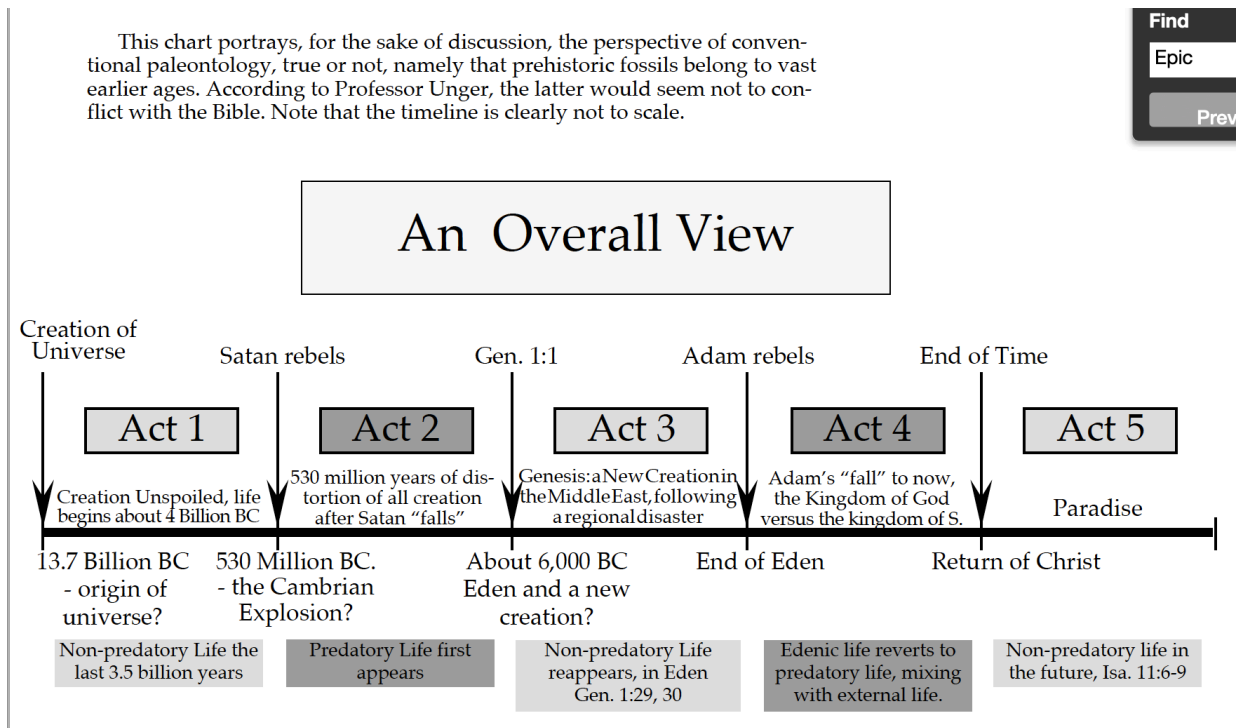 This chart portrays, for the sake of discussion, the perspective of conven-
tional paleontology, true or not, namely that prehistoric fossils belong to vast
earlier ages. According to Professor Unger, the latter would seem not to con-
flict with the Bible. Note that the timeline is clearly not to scale.
Find
Epic
Prev
An Overall View
Creation of
Universe
Satan rebels
Gen. 1:1
Adam rebels
End of Time
Act 1
Act 2
Act 3
Act 4
Act 5
Creation Unspoiled, life
begins about 4 Billion BC
530 million years of dis-
tortion of all creation
after Satan “falls”
Genesis: a New Creation in
the Middle East, following
a regional disaster
Adam’s “fall” to now,
the Kingdom of God
versus the kingdom of S.
Paradise
13.7 Billion BC
- origin of
universe?
530 Million BC.
- the Cambrian
Explosion?
About 6,000 BC
Eden and a new
creation?
End of Eden
Return of Christ
Non-predatory Life the
last 3.5 billion years
Predatory Life first
appears
Non-predatory Life
reappears, in Eden
Gen. 1:29, 30
Edenic life reverts to
predatory life, mixing
with external life.
Non-predatory life in
the future, Isa. 11:6-9